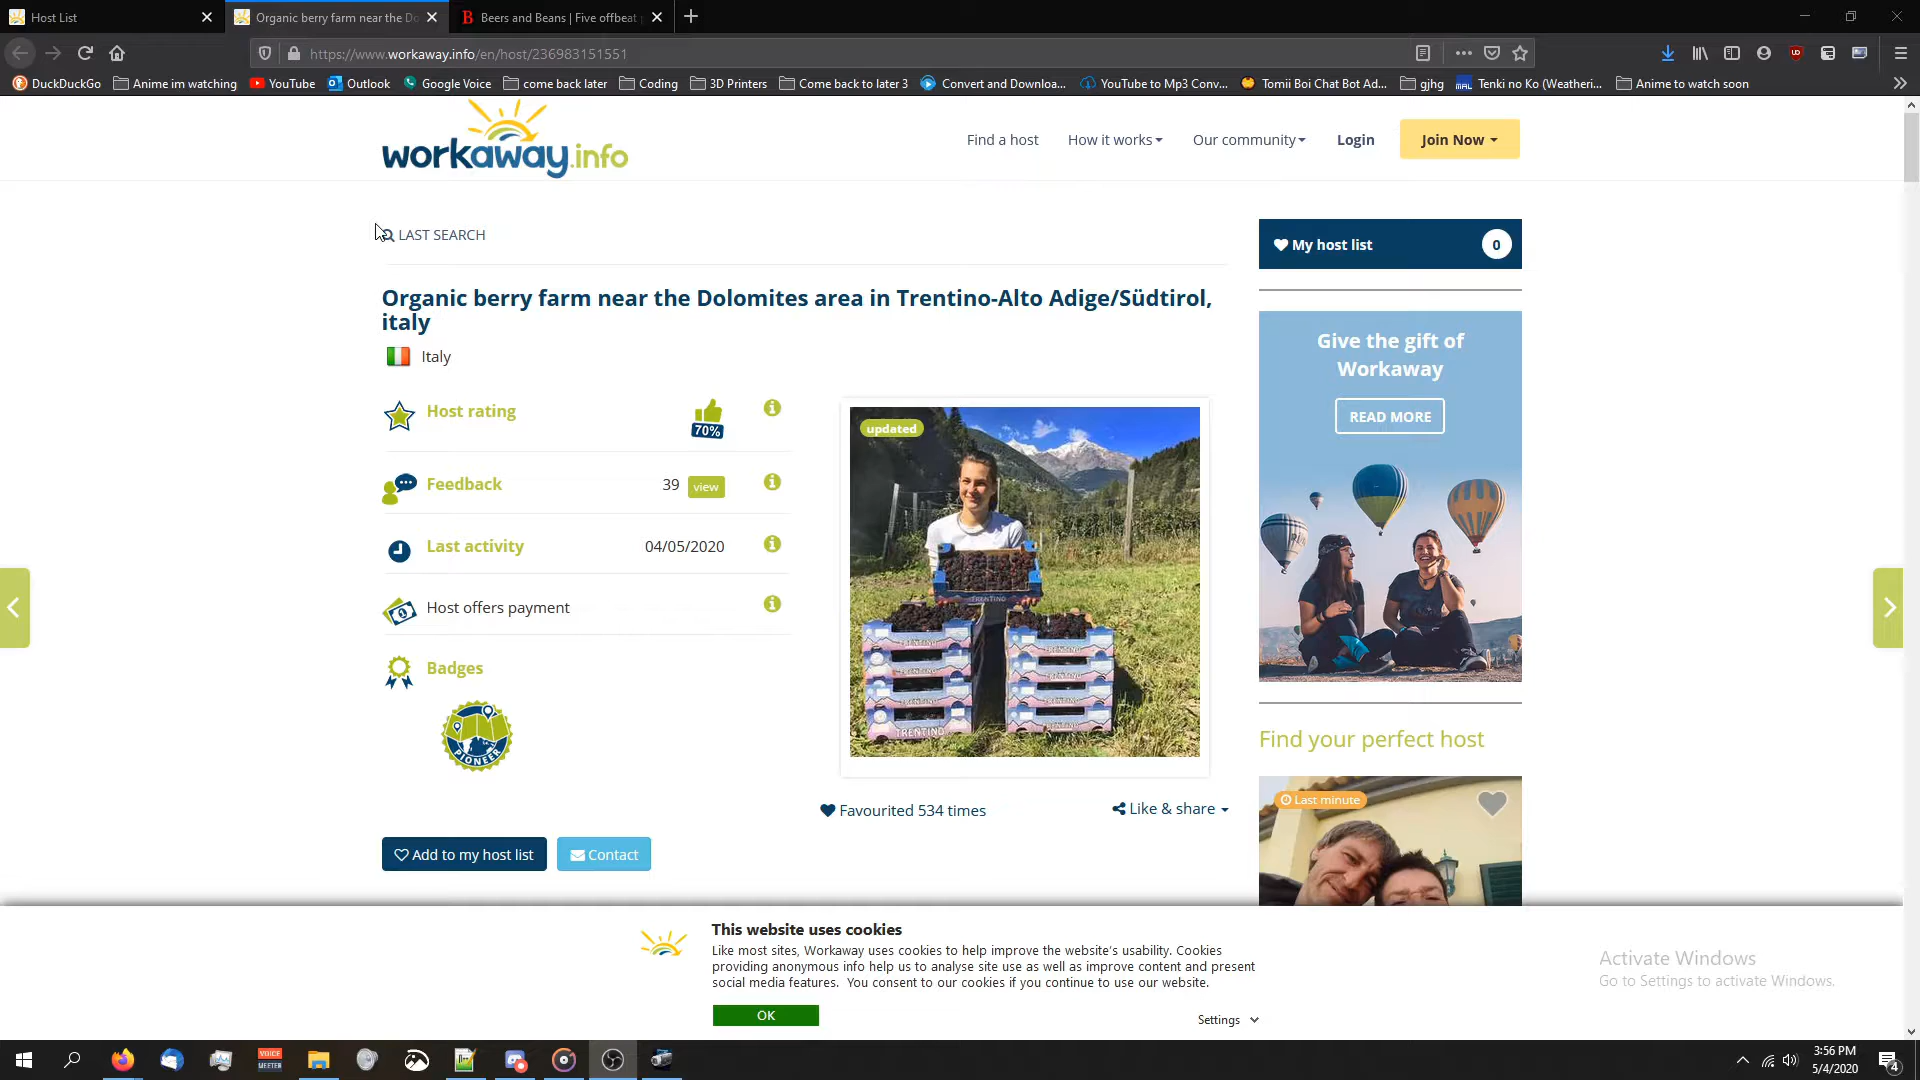 Host List
Organic berry farm near the Do
Beers and Beans | Five offbeat
https://www.workaway.info/en/host/236983151551
DuckDuckGo
Anime im watching
YouTube
Outlook
Google Voice
come back later
Coding
3D Printers
Come back to later 3
Convert and Downloa...
YouTube to Mp3 Conv...
Tomii Boi Chat Bot Ad...
gjhg
Tenki no Ko (Weatheri...
Anime to watch soon
workaway.info
Find a host
How it works
Our community
Login
Join Now
LAST SEARCH
My host list
0
Organic berry farm near the Dolomites area in Trentino-Alto Adige/Südtirol,
italy
Italy
Host rating
70%
Feedback
39
view
Last activity
04/05/2020
Host offers payment
Badges
PIONEER
updated
TRENTINO
TRENTINO
TRENTINO
Favourited 534 times
Like & share
Add to my host list
Contact
Give the gift of
Workaway
READ MORE
Find your perfect host
Last minute
This website uses cookies
Like most sites, Workaway uses cookies to help improve the website's usability. Cookies
providing anonymous info help us to analyse site use as well as improve content and present
social media features. You consent to our cookies if you continue to use our website.
OK
Settings
Activate Windows
Go to Settings to activate Windows.
VOICE
MEETER
3:56 PM
5/4/2020
4